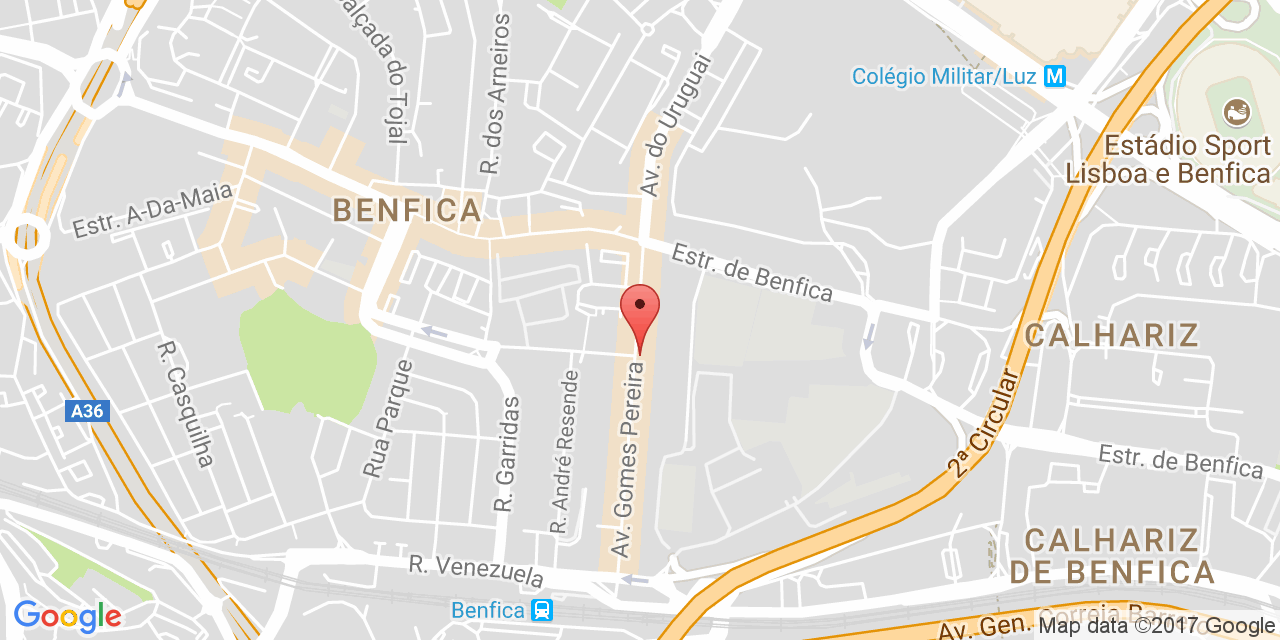 Calçada do Tojal
R. dos Arneiros
Av. do Uruguai
Colégio Militar/Luz M
Estádio Sport
Lisboa e Benfica
Estr. A-Da-Maia
BENFICA
Estr. de Benfica
CALHARIZ
R. Casquilha
Rua Parque
R. Garridas
R. André Resende
Av. Gomes Pereira
2ª Circular
A36
Estr. de Benfica
CALHARIZ
DE BENFICA
R. Venezuela
Benfica
Google
Av. Gen.
Map data ©2017 Google